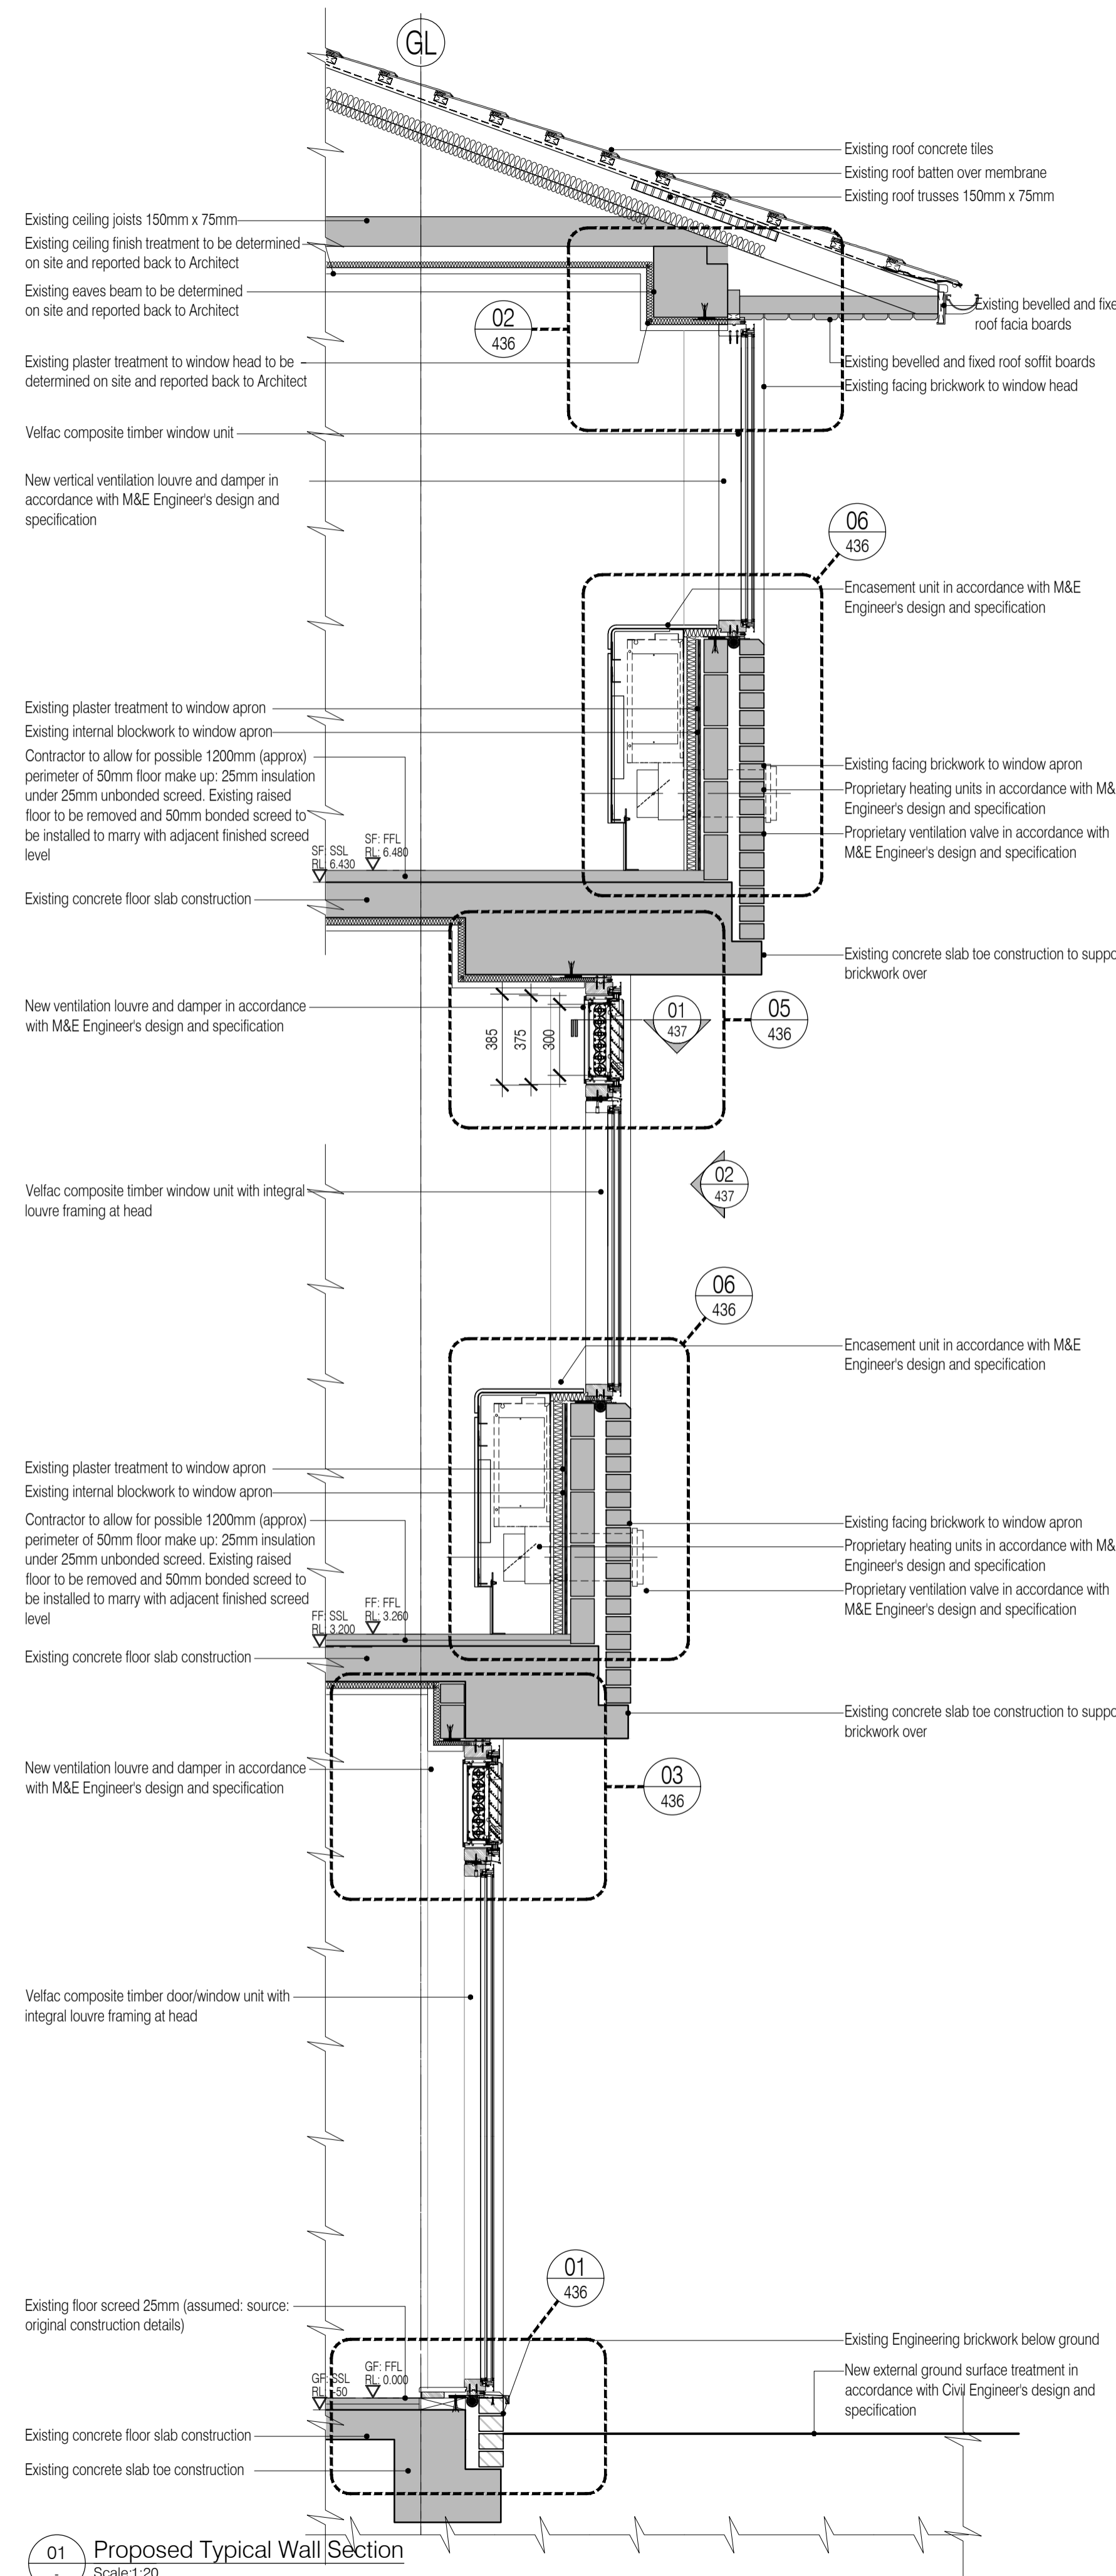 GL
Existing roof concrete tiles
Existing roof batten over membrane
Existing roof trusses 150mm x 75mm
Existing ceiling joists 150mm x 75mm
Existing ceiling finish treatment to be determined
on site and reported back to Architect
Existing eaves beam to be determined
on site and reported back to Architect
Existing bevelled and fixe
roof facia boards
02
436
Existing plaster treatment to window head to be
determined on site and reported back to Architect
Existing bevelled and fixed roof soffit boards
Existing facing brickwork to window head
Velfac composite timber window unit
New vertical ventilation louvre and damper in
accordance with M&E Engineer's design and
specification
06
436
Encasement unit in accordance with M&E
Engineer's design and specification
Existing plaster treatment to window apron
Existing internal blockwork to window apron
Contractor to allow for possible 1200mm (approx)
perimeter of 50mm floor make up: 25mm insulation
under 25mm unbonded screed. Existing raised
floor to be removed and 50mm bonded screed to
be installed to marry with adjacent finished screed
level
Existing facing brickwork to window apron
Proprietary heating units in accordance with M&
Engineer's design and specification
Proprietary ventilation valve in accordance with
M&E Engineer's design and specification
SF: SSL
RL: 6.430
SF: FFL
RL: 6.480
Existing concrete floor slab construction
Existing concrete slab toe construction to suppo
brickwork over
New ventilation louvre and damper in accordance
with M&E Engineer's design and specification
385
375
300
01
437
05
436
Velfac composite timber window unit with integral
louvre framing at head
02
437
06
436
Encasement unit in accordance with M&E
Engineer's design and specification
Existing plaster treatment to window apron
Existing internal blockwork to window apron
Contractor to allow for possible 1200mm (approx)
perimeter of 50mm floor make up: 25mm insulation
under 25mm unbonded screed. Existing raised
floor to be removed and 50mm bonded screed to
be installed to marry with adjacent finished screed
level
Existing facing brickwork to window apron
Proprietary heating units in accordance with M&
Engineer's design and specification
Proprietary ventilation valve in accordance with
M&E Engineer's design and specification
FF: SSL
RL: 3.200
FF: FFL
RL: 3.260
Existing concrete floor slab construction
Existing concrete slab toe construction to suppo
brickwork over
New ventilation louvre and damper in accordance
with M&E Engineer's design and specification
03
436
Velfac composite timber door/window unit with
integral louvre framing at head
01
436
Existing floor screed 25mm (assumed: source:
original construction details)
Existing Engineering brickwork below ground
New external ground surface treatment in
accordance with Civil Engineer's design and
specification
GF: SSL
RL: -50
GF: FFL
RL: 0.000
Existing concrete floor slab construction
Existing concrete slab toe construction
01
-
Proposed Typical Wall Section
Scale:1:20